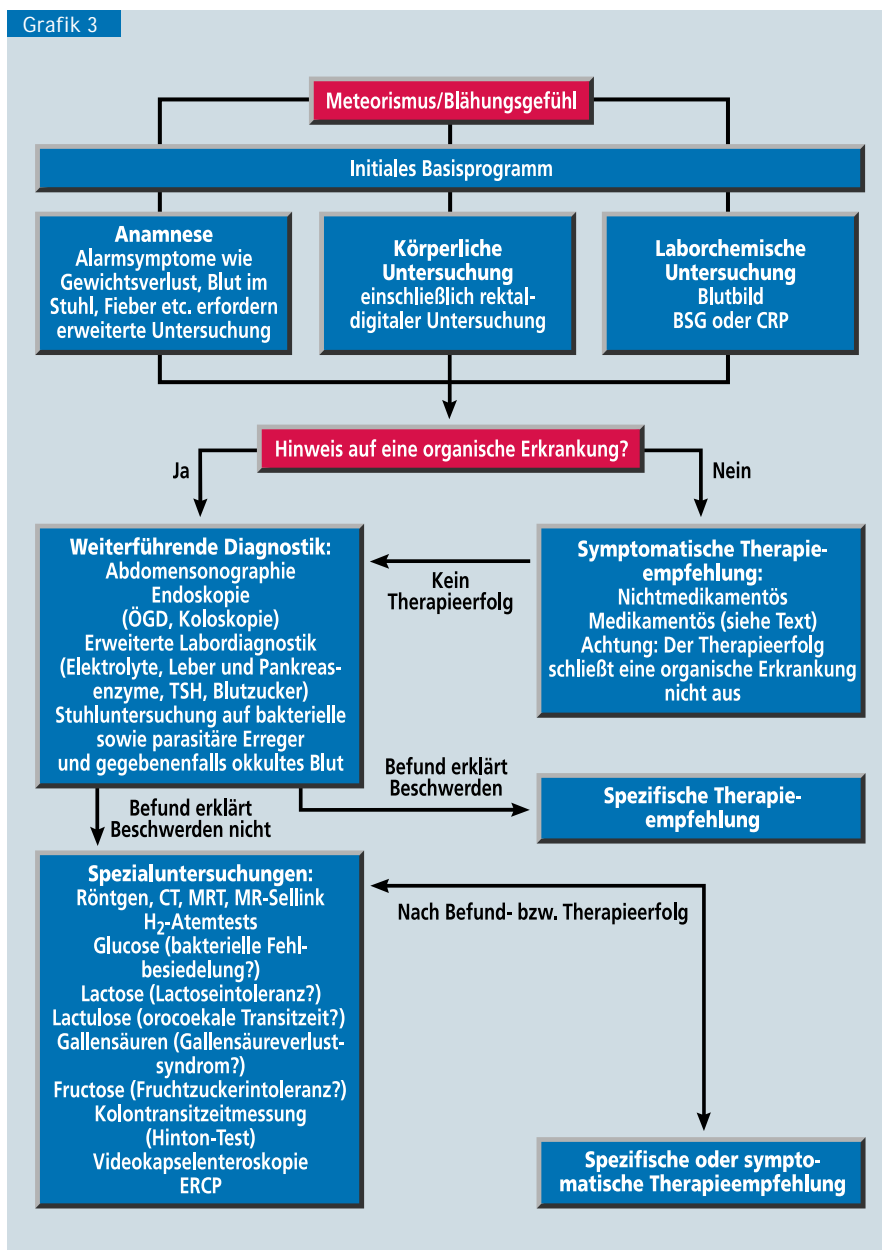 Grafik 3
Meteorismus/Blähungsgefühl
Initiales Basisprogramm
Anamnese
Alarmsymptome wie
Gewichtsverlust, Blut im
Stuhl, Fieber etc. erfordern
erweiterte Untersuchung
Körperliche
Untersuchung
einschließlich rektal-
digitaler Untersuchung
Laborchemische
Untersuchung
Blutbild
BSG oder CRP
Hinweis auf eine organische Erkrankung?
Ja
Nein
Weiterführende Diagnostik:
Abdomensonographie
Endoskopie
(ÖGD, Koloskopie)
Erweiterte Labordiagnostik
(Elektrolyte, Leber und Pankreas-
enzyme, TSH, Blutzucker)
Stuhluntersuchung auf bakterielle
sowie parasitäre Erreger
und gegebenenfalls okkultes Blut
Kein
Therapieerfolg
Symptomatische Therapie-
empfehlung:
Nichtmedikamentös
Medikamentös (siehe Text)
Achtung: Der Therapieerfolg
schließt eine organische Erkrankung
nicht aus
Befund erklärt
Beschwerden
Spezifische Therapie-
empfehlung
Befund erklärt
Beschwerden nicht
Spezialuntersuchungen:
Röntgen, CT, MRT, MR-Sellink
H₂-Atemtests
Glucose (bakterielle Fehl-
besiedelung?)
Lactose (Lactoseintoleranz?)
Lactulose (orocoekale Transitzeit?)
Gallensäuren (Gallensäureverlust-
syndrom?)
Fructose (Fruchtzuckerintoleranz?)
Kolontransitzeitmessung
(Hinton-Test)
Videokapselenteroskopie
ERCP
Nach Befund- bzw. Therapieerfolg
Spezifische oder sympto-
matische Therapieempfehlung